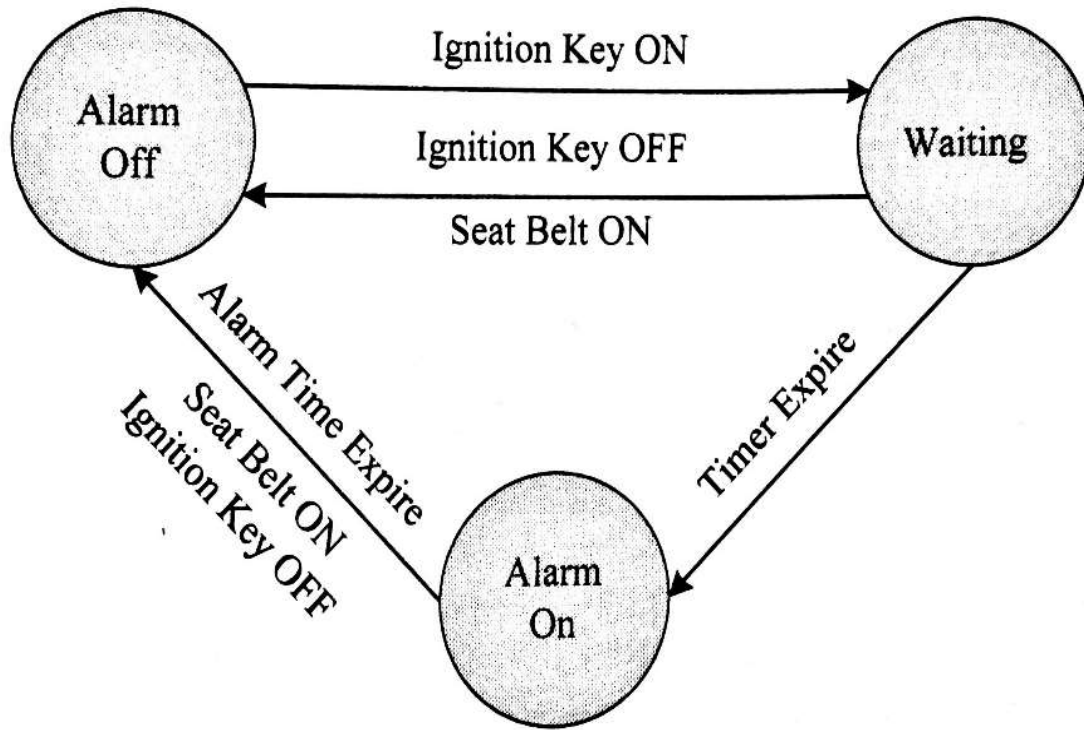 Ignition Key ON
Alarm
Off
Waiting
Ignition Key OFF
Seat Belt ON
Alarm Time Expire
Seat Belt ON
Ignition Key OFF
Timer Expire
Alarm
On